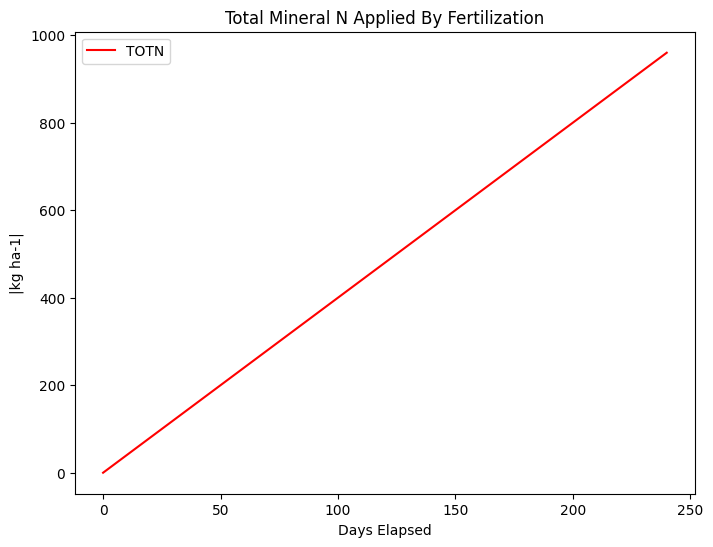 Total Mineral N Applied By Fertilization
TOTN
1000
800
600
400
200
0
|kg ha-1|
0 50 100 150 200 250
Days Elapsed